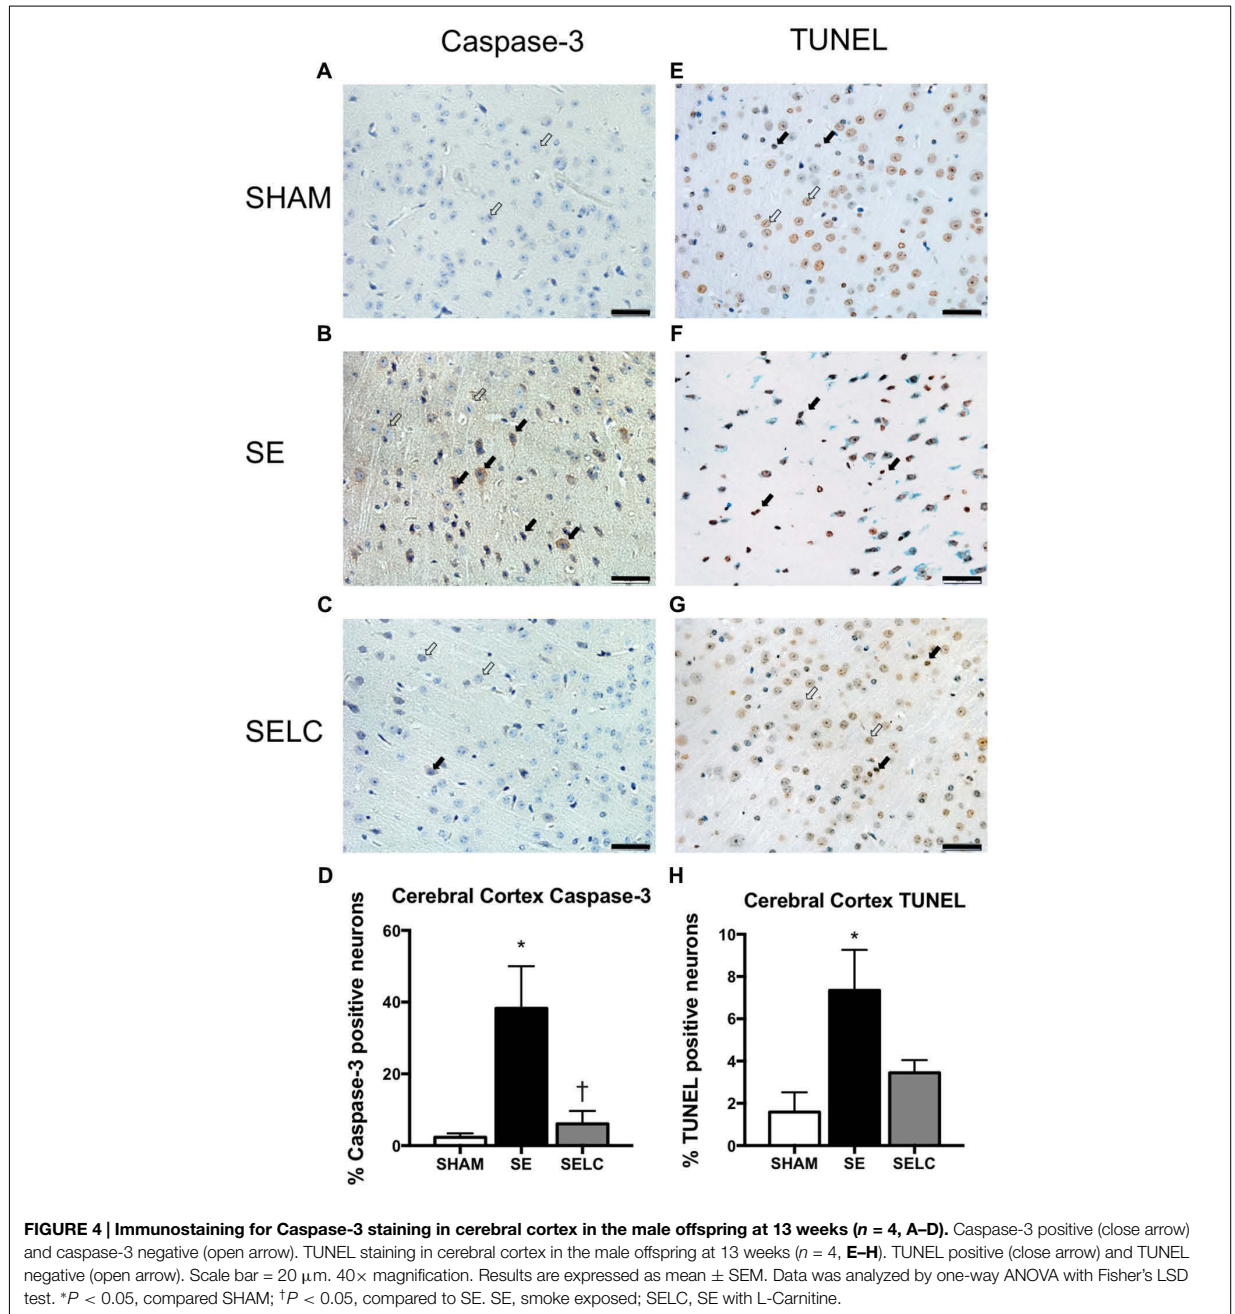 Caspase-3
TUNEL
A
E
SHAM
B
F
SE
C
G
SELC
D
Cerebral Cortex Caspase-3
% Caspase-3 positive neurons
60
40
20
0
*
†
SHAM SE SELC
H
Cerebral Cortex TUNEL
% TUNEL positive neurons
10
8
6
4
2
0
*
SHAM SE SELC
FIGURE 4 | Immunostaining for Caspase-3 staining in cerebral cortex in the male offspring at 13 weeks (n = 4, A–D). Caspase-3 positive (close arrow)
and caspase-3 negative (open arrow). TUNEL staining in cerebral cortex in the male offspring at 13 weeks (n = 4, E–H). TUNEL positive (close arrow) and TUNEL
negative (open arrow). Scale bar = 20 μm. 40× magnification. Results are expressed as mean ± SEM. Data was analyzed by one-way ANOVA with Fisher's LSD
test. *P < 0.05, compared SHAM; †P < 0.05, compared to SE. SE, smoke exposed; SELC, SE with L-Carnitine.